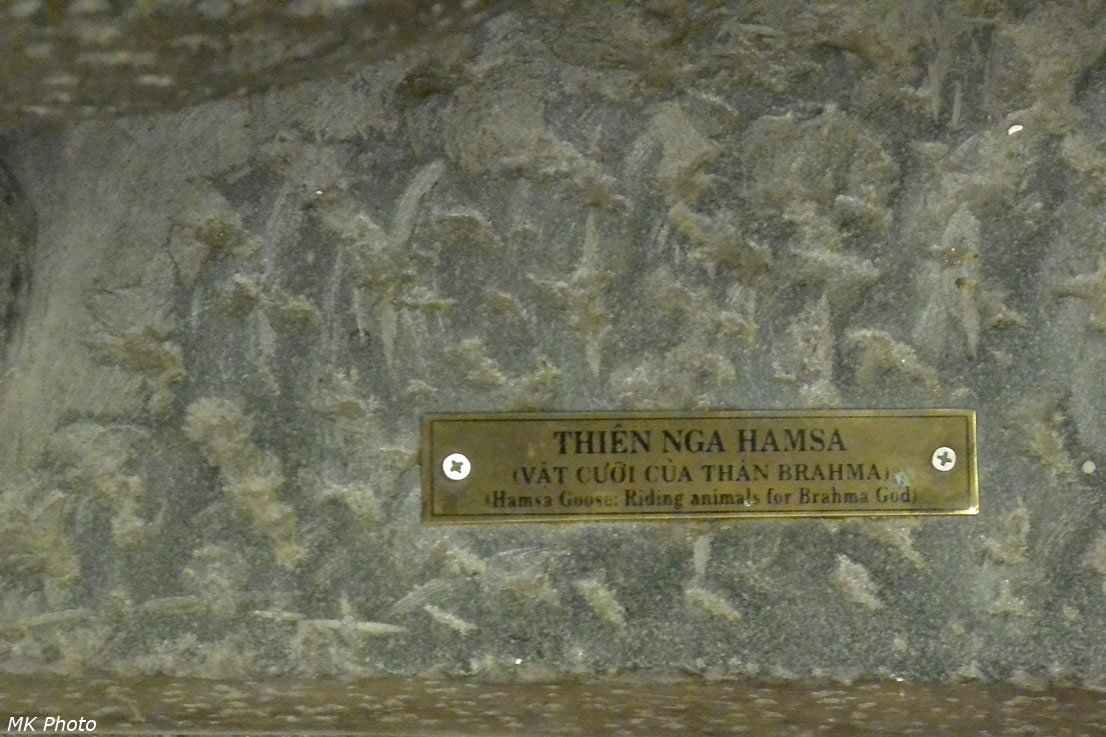 THIÊN NGA HAMSA
(VẬT CƯỠI CỦA THẦN BRAHMA)
(Hamsa Goose: Riding animals for Brahma God)
MK Photo